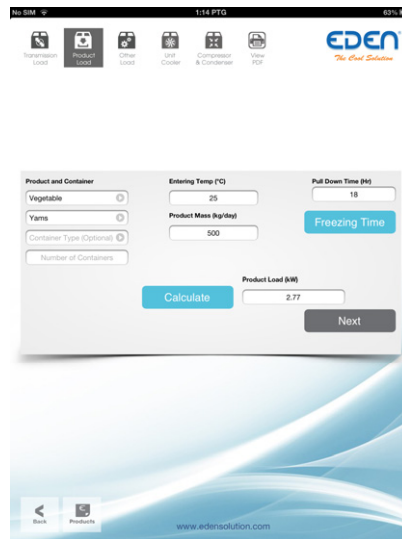 No SIM 1:14 PTG 63%
Transmission Load
Product Load
Other Load
Unit Cooler
Compressor & Condenser
View PDF
EDEN
The Cool Solution
Product and Container
Entering Temp (°C)
Pull Down Time (Hr)
Vegetable
25
18
Yams
Product Mass (kg/day)
Freezing Time
500
Container Type (Optional)
Number of Containers
Product Load (kW)
Calculate
2.77
Next
Back
Products
www.edensolution.com